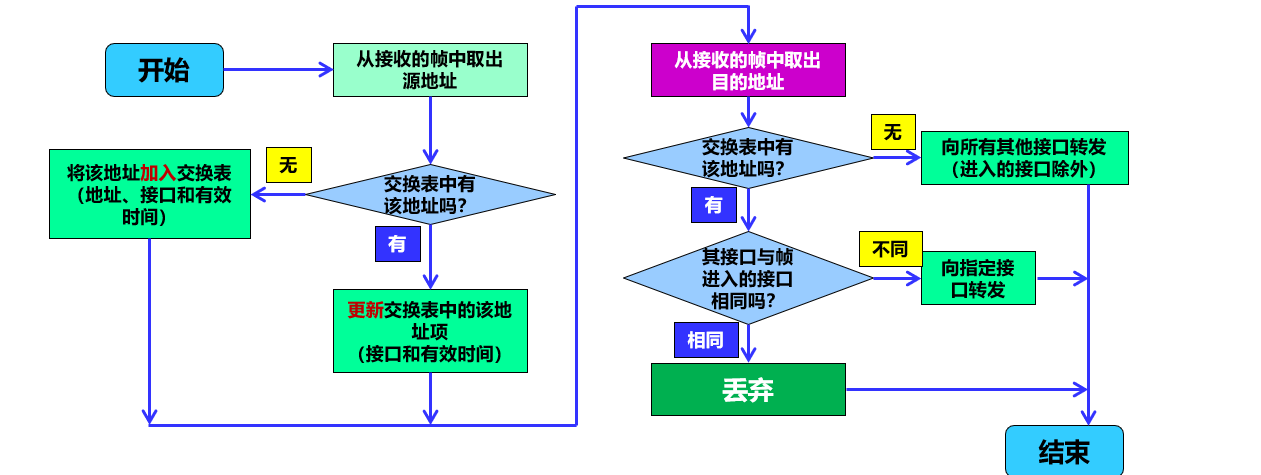 开始
从接收的帧中取出
源地址
交换表中有
该地址吗?
无
将该地址加入交换表
（地址、接口和有效
时间）
有
更新交换表中的该地
址项
（接口和有效时间）
从接收的帧中取出
目的地址
交换表中有
该地址吗?
无
向所有其他接口转发
（进入的接口除外）
有
其接口与帧
进入的接口
相同吗?
不同
向指定接
口转发
相同
丢弃
结束